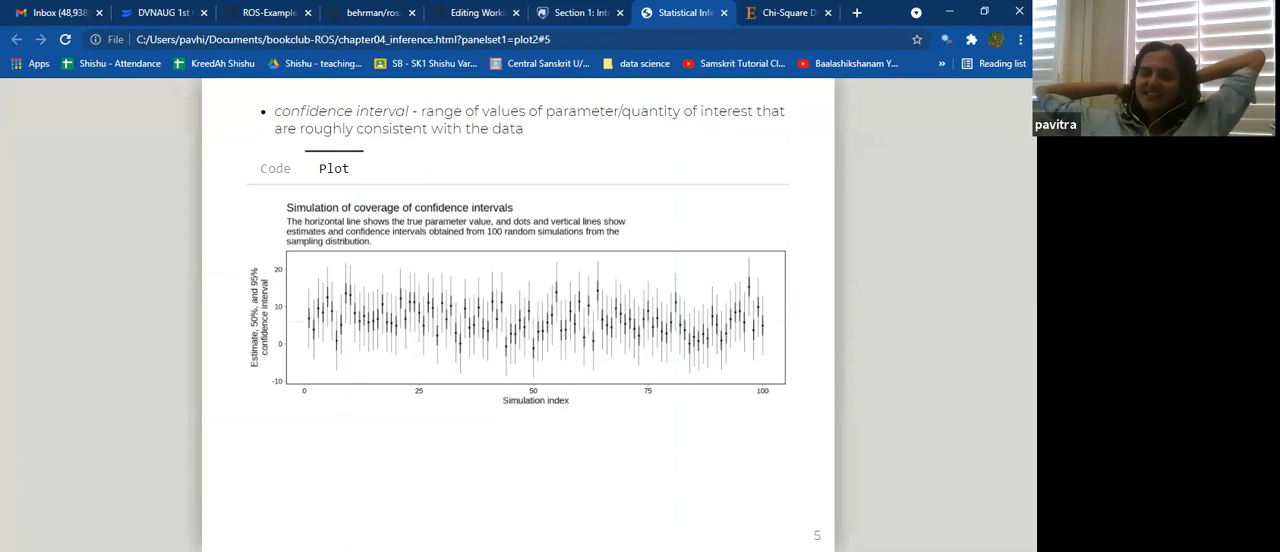 Inbox (48,938
DVNAUG 1st
ROS-Example
behrman/ros
Editing Worki
Section 1: Int
Statistical Infe
Chi-Square D
File
C:/Users/pavhi/Documents/bookclub-ROS/chapter04_inference.html?panelset1=plot2#5
Apps
Shishu - Attendance
KreedAh Shishu
Shishu - teaching...
SB - SK1 Shishu Var...
Central Sanskrit U/...
data science
Samskrit Tutorial Cl...
Baalashikshanam Y...
»
Reading list
pavitra
• confidence interval - range of values of parameter/quantity of interest that
are roughly consistent with the data
Code
Plot
Simulation of coverage of confidence intervals
The horizontal line shows the true parameter value, and dots and vertical lines show
estimates and confidence intervals obtained from 100 random simulations from the
sampling distribution.
Estimate, 50%, and 95%
confidence interval
20
10
0
-10
0
25
50
75
100
Simulation index
5